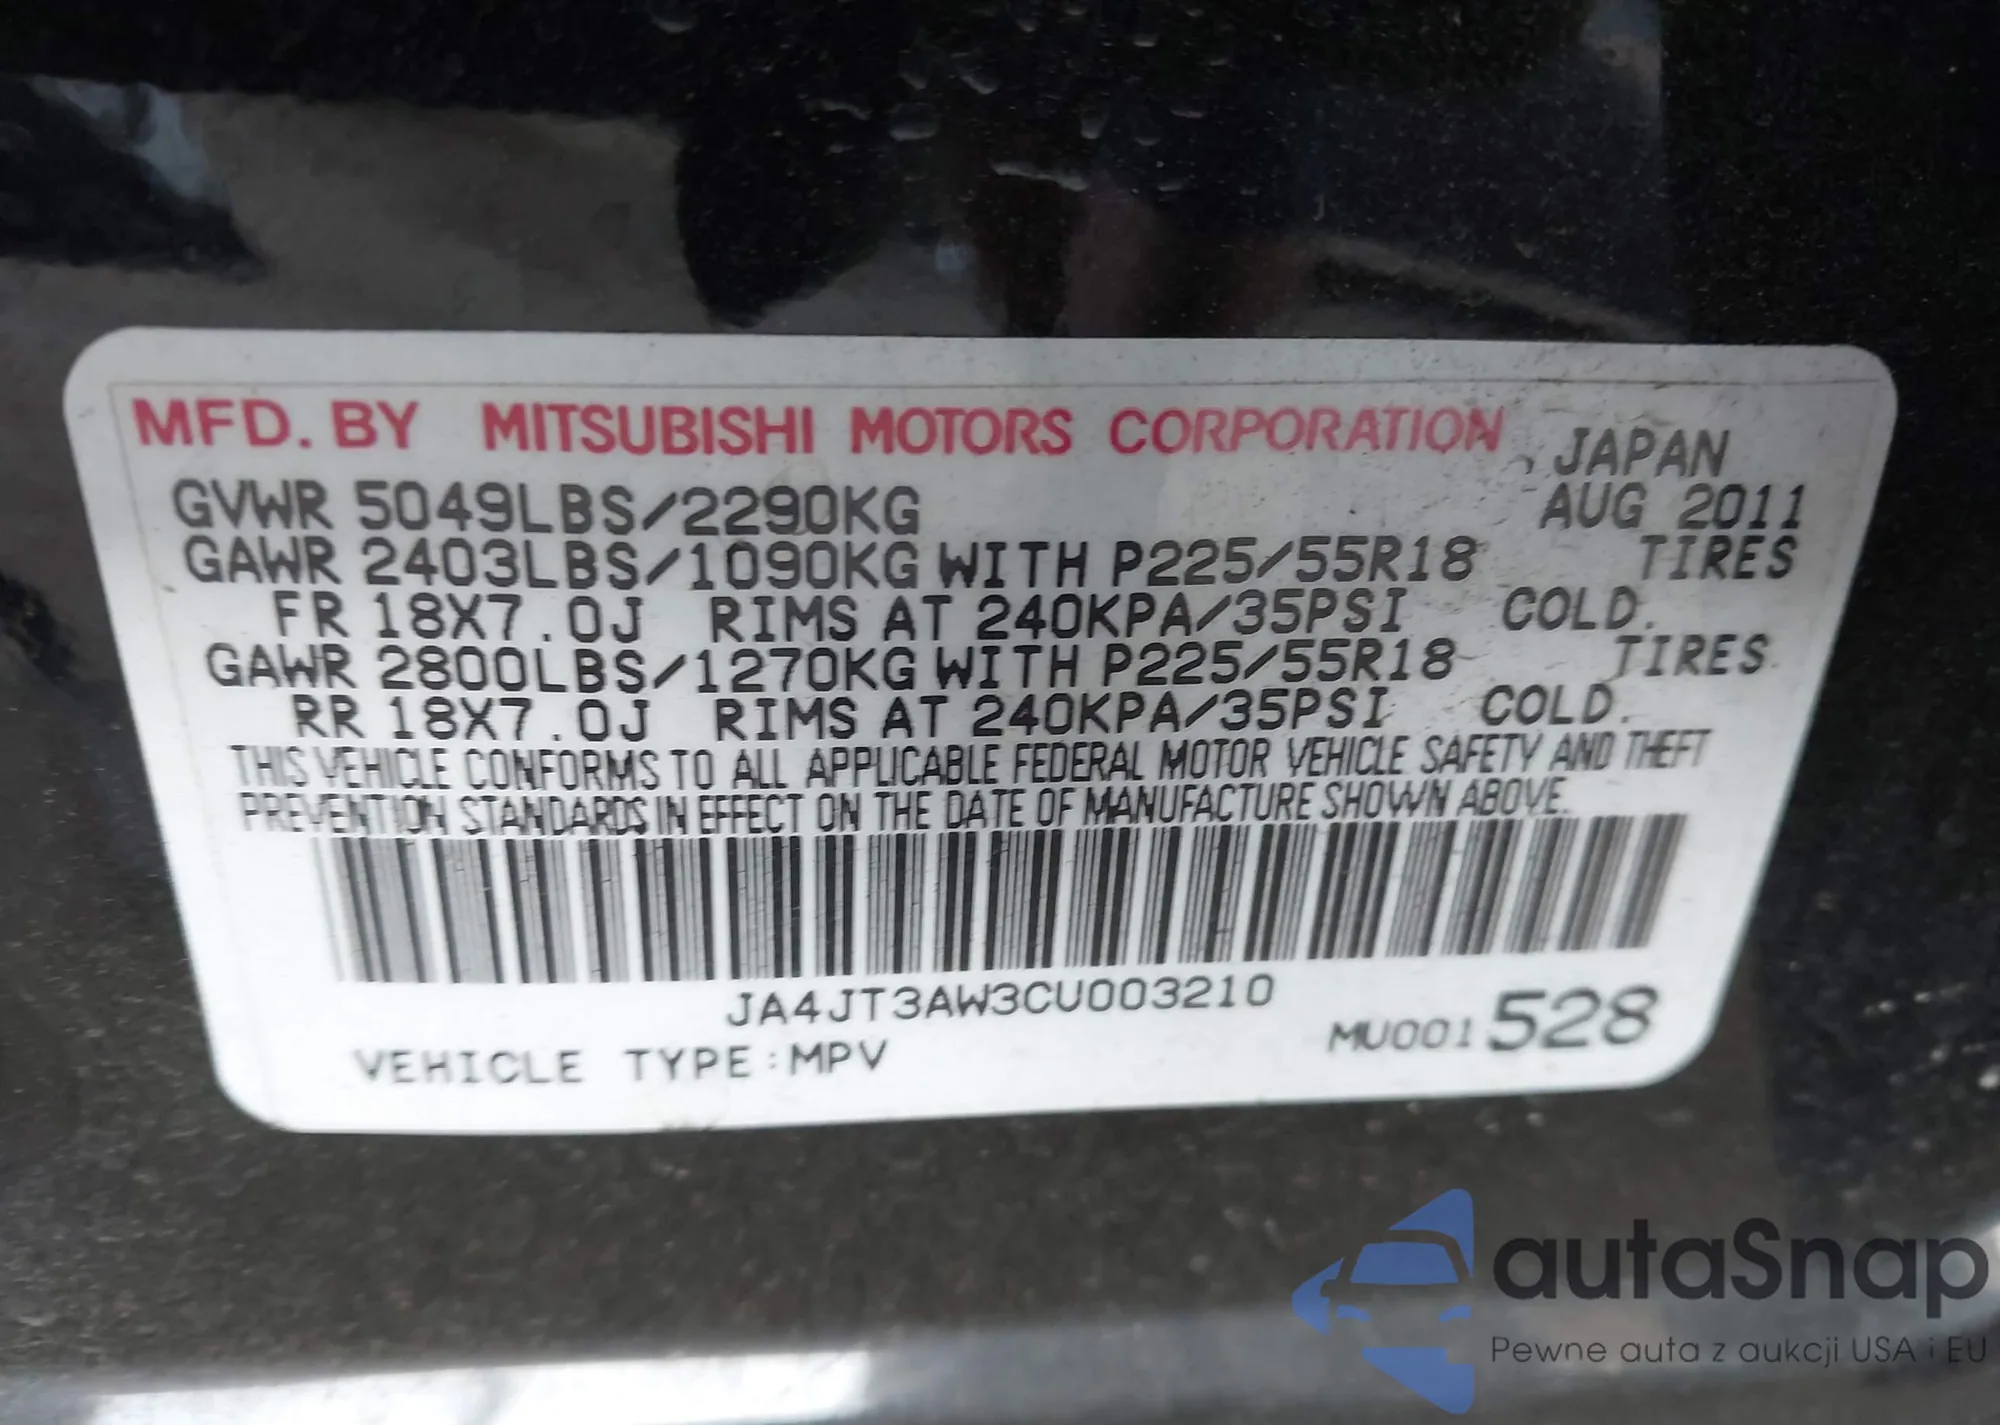 MFD. BY MITSUBISHI MOTORS CORPORATION JAPAN
GVWR 5049LBS/2290KG AUG 2011
GAWR 2403LBS/1090KG WITH P225/55R18 TIRES
FR 18X7.0J RIMS AT 240KPA/35PSI COLD.
GAWR 2800LBS/1270KG WITH P225/55R18 TIRES
RR 18X7.0J RIMS AT 240KPA/35PSI COLD.
THIS VEHICLE CONFORMS TO ALL APPLICABLE FEDERAL MOTOR VEHICLE SAFETY AND THEFT
PREVENTION STANDARDS IN EFFECT ON THE DATE OF MANUFACTURE SHOWN ABOVE.
JA4JT3AW3CU003210
VEHICLE TYPE:MPV MU001528
autaSnap
Pewne auta z aukcji USA i EU